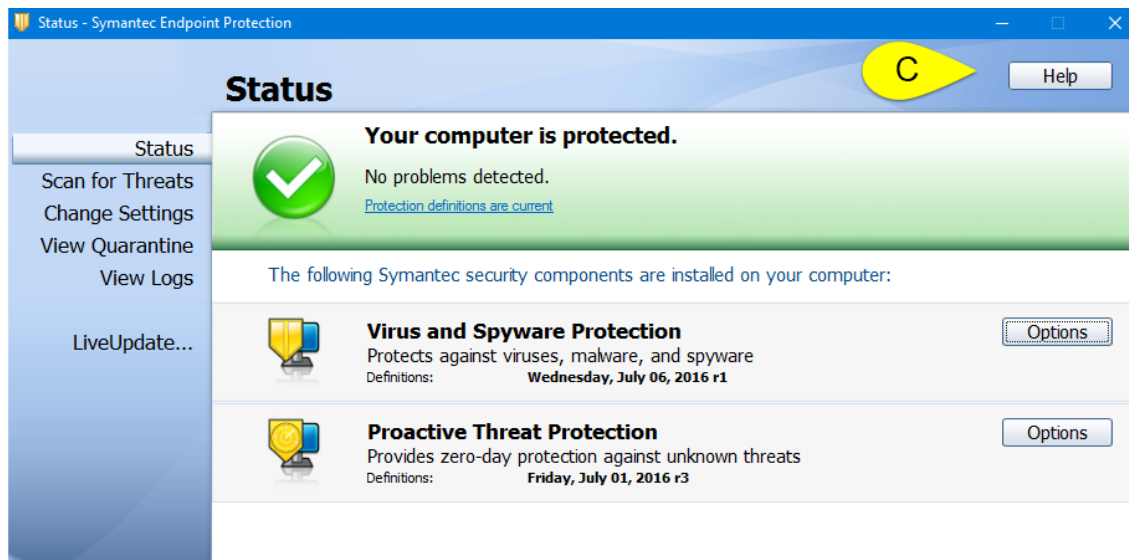 Status - Symantec Endpoint Protection
C
Help
Status
Status
Scan for Threats
Change Settings
View Quarantine
View Logs
LiveUpdate...
Your computer is protected.
No problems detected.
Protection definitions are current
The following Symantec security components are installed on your computer:
Virus and Spyware Protection
Options
Protects against viruses, malware, and spyware
Definitions: Wednesday, July 06, 2016 r1
Proactive Threat Protection
Options
Provides zero-day protection against unknown threats
Definitions: Friday, July 01, 2016 r3